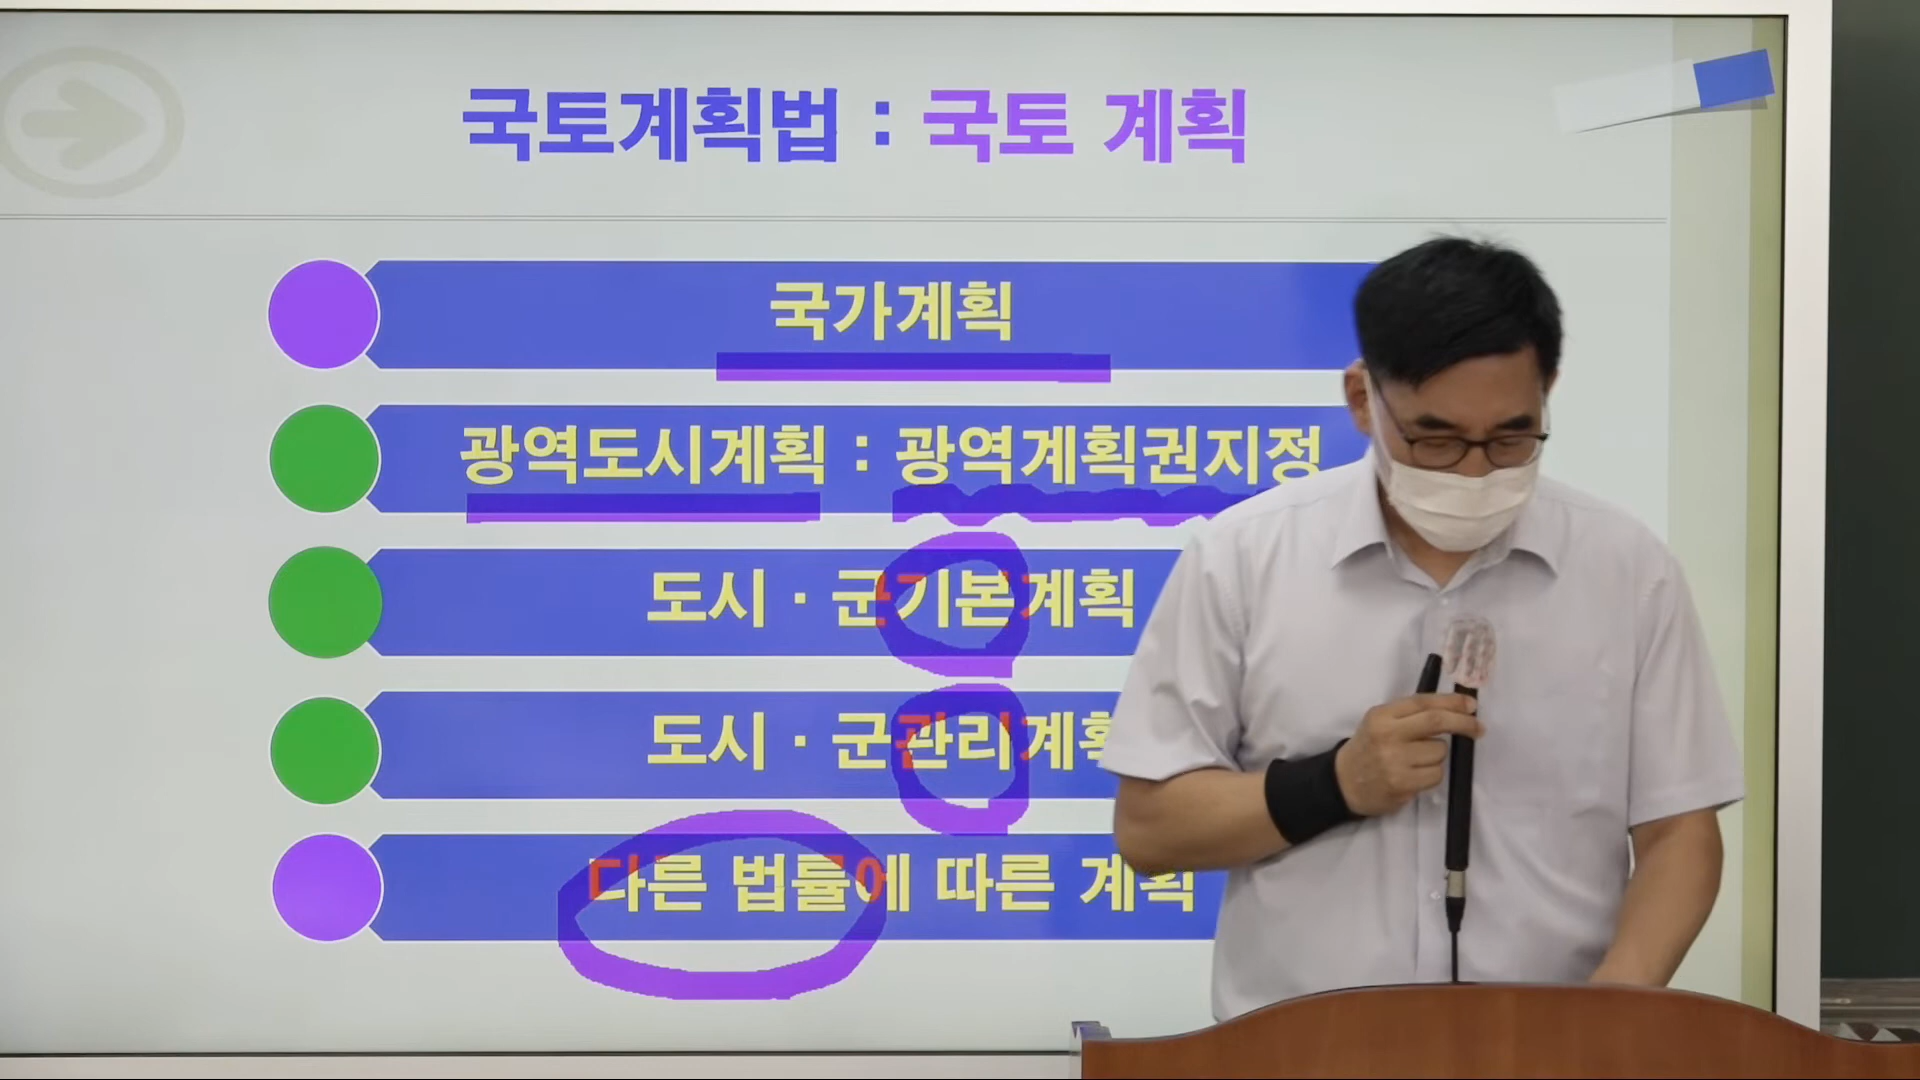 국토계획법 : 국토 계획
국가계획
광역도시계획 : 광역계획권지정
도시 · 군기본계획
도시 · 군관리계획
다른 법률에 따른 계획